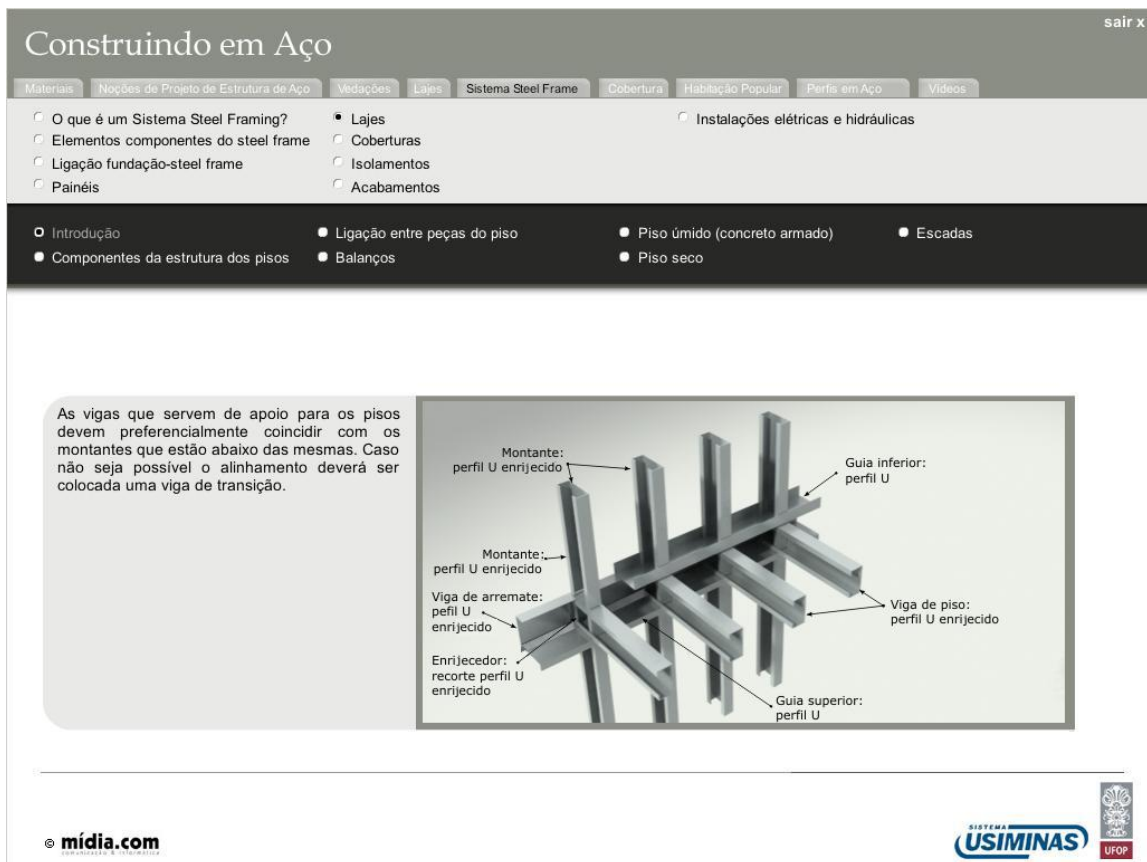 sair x
Construindo em Aço
Materiais Noções de Projeto de Estrutura de Aço Vedações Lajes Sistema Steel Frame Cobertura Habitação Popular Perfis em Aço Vídeos
O que é um Sistema Steel Framing?
Elementos componentes do steel frame
Ligação fundação-steel frame
Painéis
Lajes
Coberturas
Isolamentos
Acabamentos
Instalações elétricas e hidráulicas
Introdução
Componentes da estrutura dos pisos
Ligação entre peças do piso
Balanços
Piso úmido (concreto armado)
Piso seco
Escadas
As vigas que servem de apoio para os pisos
devem preferencialmente coincidir com os
montantes que estão abaixo das mesmas. Caso
não seja possível o alinhamento deverá ser
colocada uma viga de transição.
Montante:
perfil U enrijecido
Guia inferior:
perfil U
Montante:
perfil U enrijecido
Viga de arremate:
pefil U
enrijecido
Enrijecedor:
recorte perfil U
enrijecido
Viga de piso:
perfil U enrijecido
Guia superior:
perfil U
© mídia.com
comunicação & informática
SISTEMA
USIMINAS
UFOP